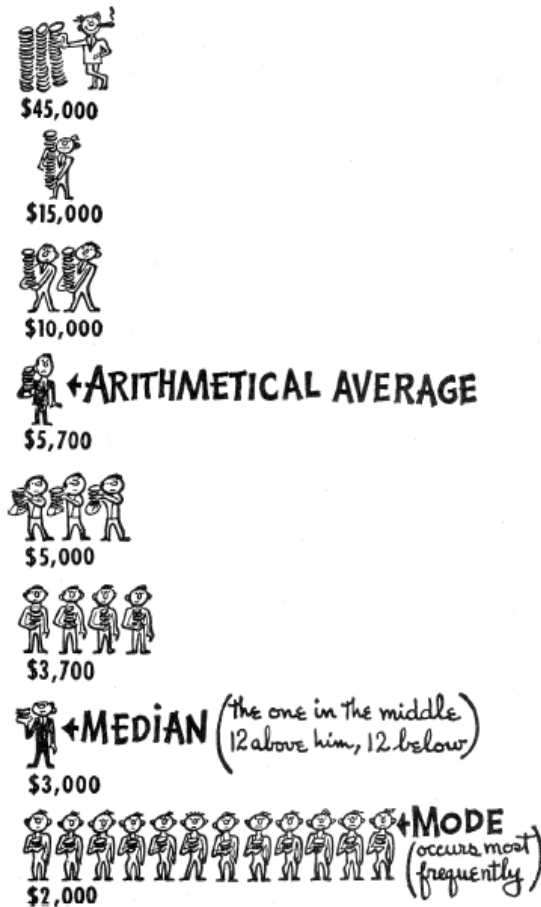 $45,000
$15,000
$10,000
←ARITHMETICAL AVERAGE
$5,700
$5,000
$3,700
←MEDIAN (the one in the middle
12 above him, 12 below)
$3,000
←MODE
(occurs most
frequently)
$2,000